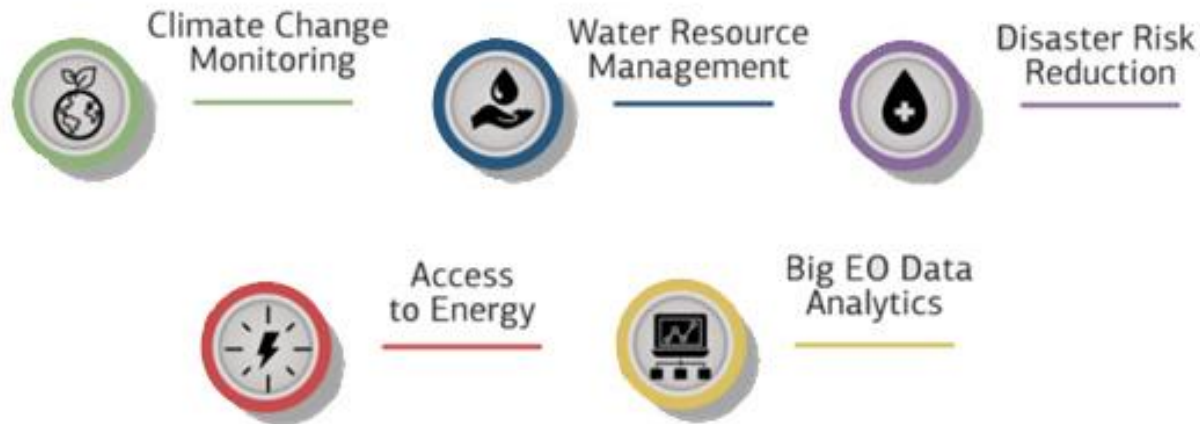 Climate Change
Monitoring
Water Resource
Management
Disaster Risk
Reduction
Access
to Energy
Big EO Data
Analytics